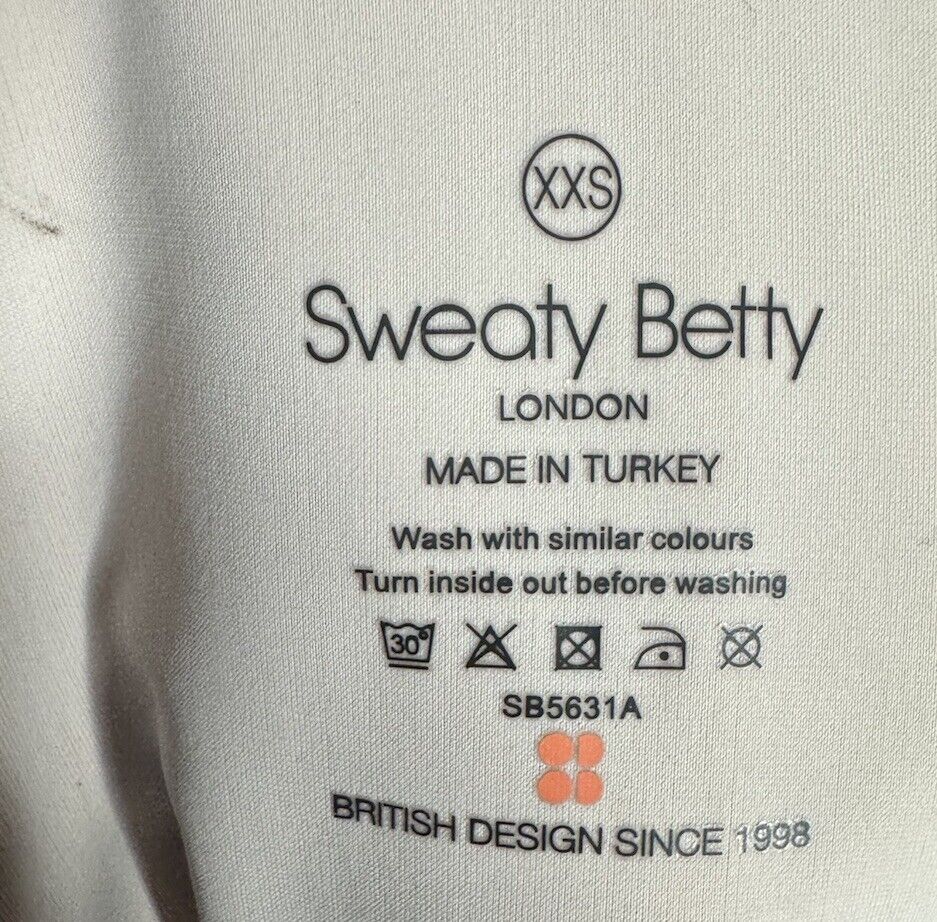 XXS
Sweaty Betty
LONDON
MADE IN TURKEY
Wash with similar colours
Turn inside out before washing
30°
SB5631A
BRITISH DESIGN SINCE 1998